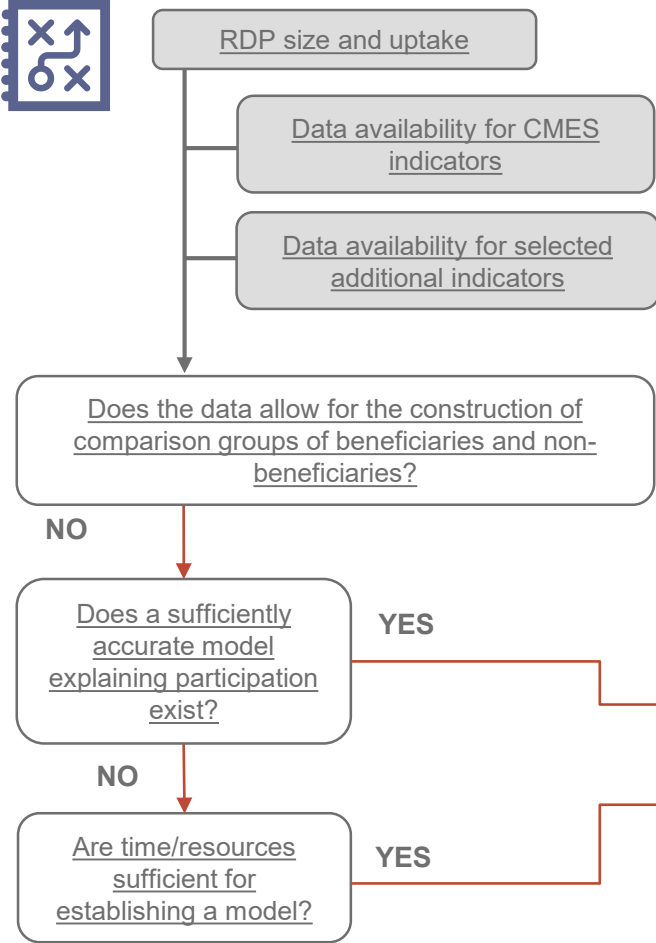 RDP size and uptake
Data availability for CMES
indicators
Data availability for selected
additional indicators
Does the data allow for the construction of
comparison groups of beneficiaries and non-
beneficiaries?
NO
Does a sufficiently
accurate model
explaining participation
exist?
YES
NO
Are time/resources
sufficient for
establishing a model?
YES